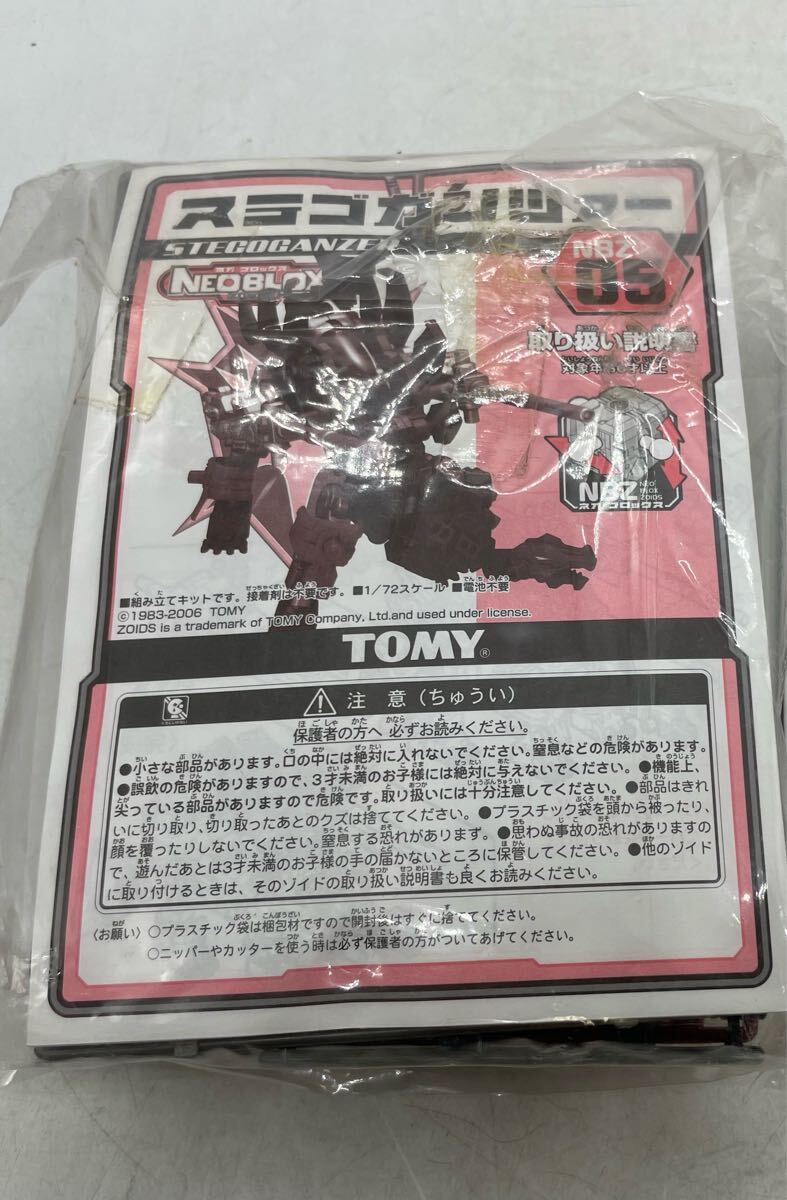 STEGOGANZER
ネオ ブロックス
NEOBLOX
NBZ
05
取り扱い説明書
NBZ NEO BLOX ZOIDS
ネオブロックス
■組み立てキットです。接着剤は不要です。■1/72スケール ■電池不要
©1983-2006 TOMY
ZOIDS is a trademark of TOMY Company, Ltd.and used under license.
TOMY®
注 意(ちゅうい)
保護者の方へ 必ずお読みください。
●小さな部品があります。口の中には絶対に入れないでください。窒息などの危険があります。
●誤飲の危険がありますので、3才未満のお子様には絶対に与えないでください。●機能上、
尖っている部品がありますので危険です。取り扱いには十分注意してください。●部品はきれ
いに切り取り、切り取ったあとのクズは捨ててください。●プラスチック袋を頭から被ったり、
顔を覆ったりしないでください。窒息する恐れがあります。●思わぬ事故の恐れがありますの
で、遊んだあとは3才未満のお子様の手の届かないところに保管してください。●他のゾイド
に取り付けるときは、そのゾイドの取り扱い説明書も良くお読みください。
〈お願い〉○プラスチック袋は梱包材ですので開封後はすぐに捨ててください。
○ニッパーやカッターを使う時は必ず保護者の方がついてあげてください。